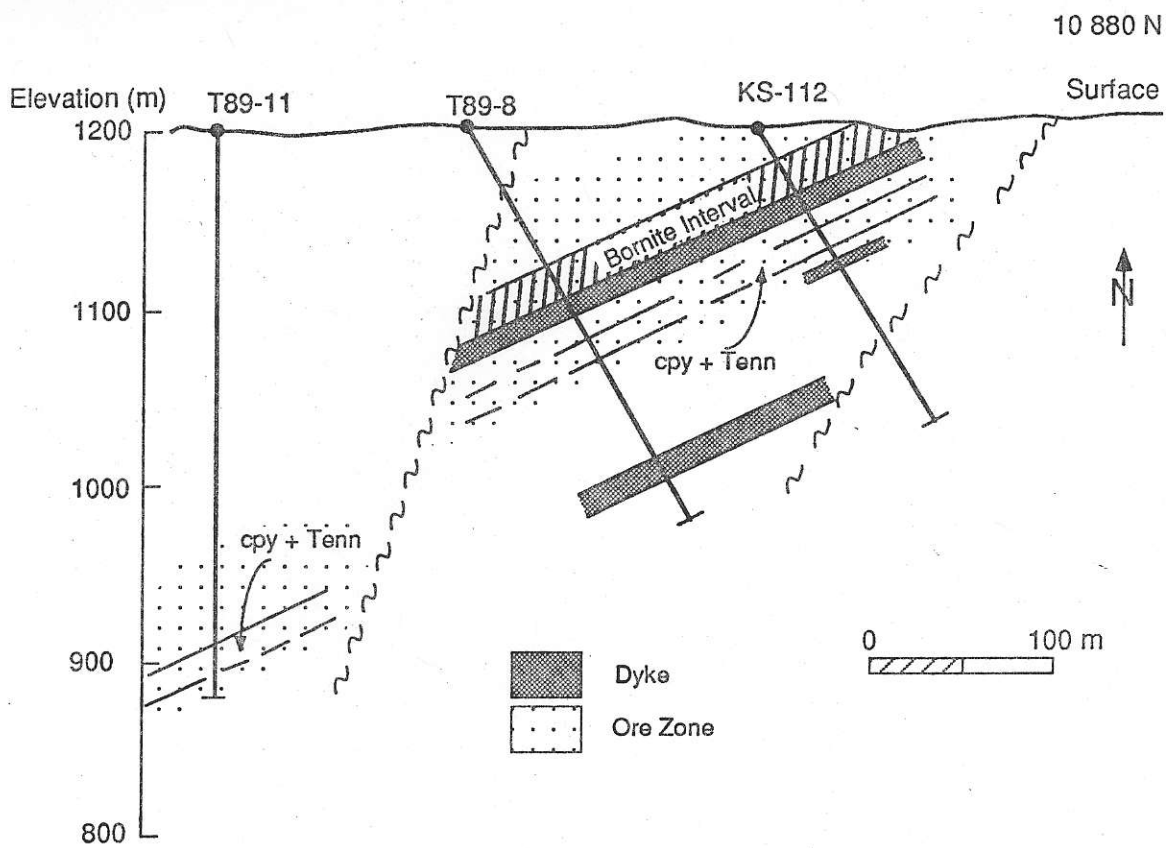 10 880 N
Elevation (m)
T89-11
T89-8
KS-112
Surface
1200
Bornite Interval
1100
N
cpy + Tenn
1000
cpy + Tenn
0 100 m
900
Dyke
Ore Zone
800